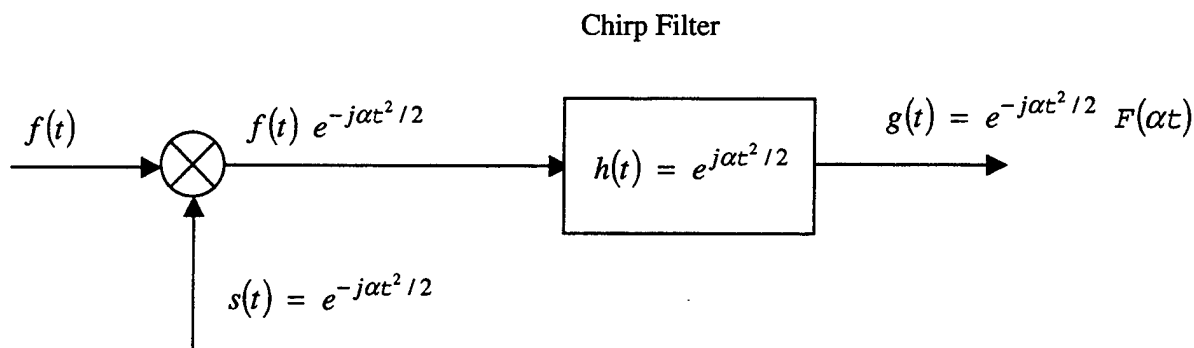 Chirp Filter
f(t)
f(t) e^{-jαt²/2}
h(t) = e^{jαt²/2}
g(t) = e^{-jαt²/2} F(αt)
s(t) = e^{-jαt²/2}